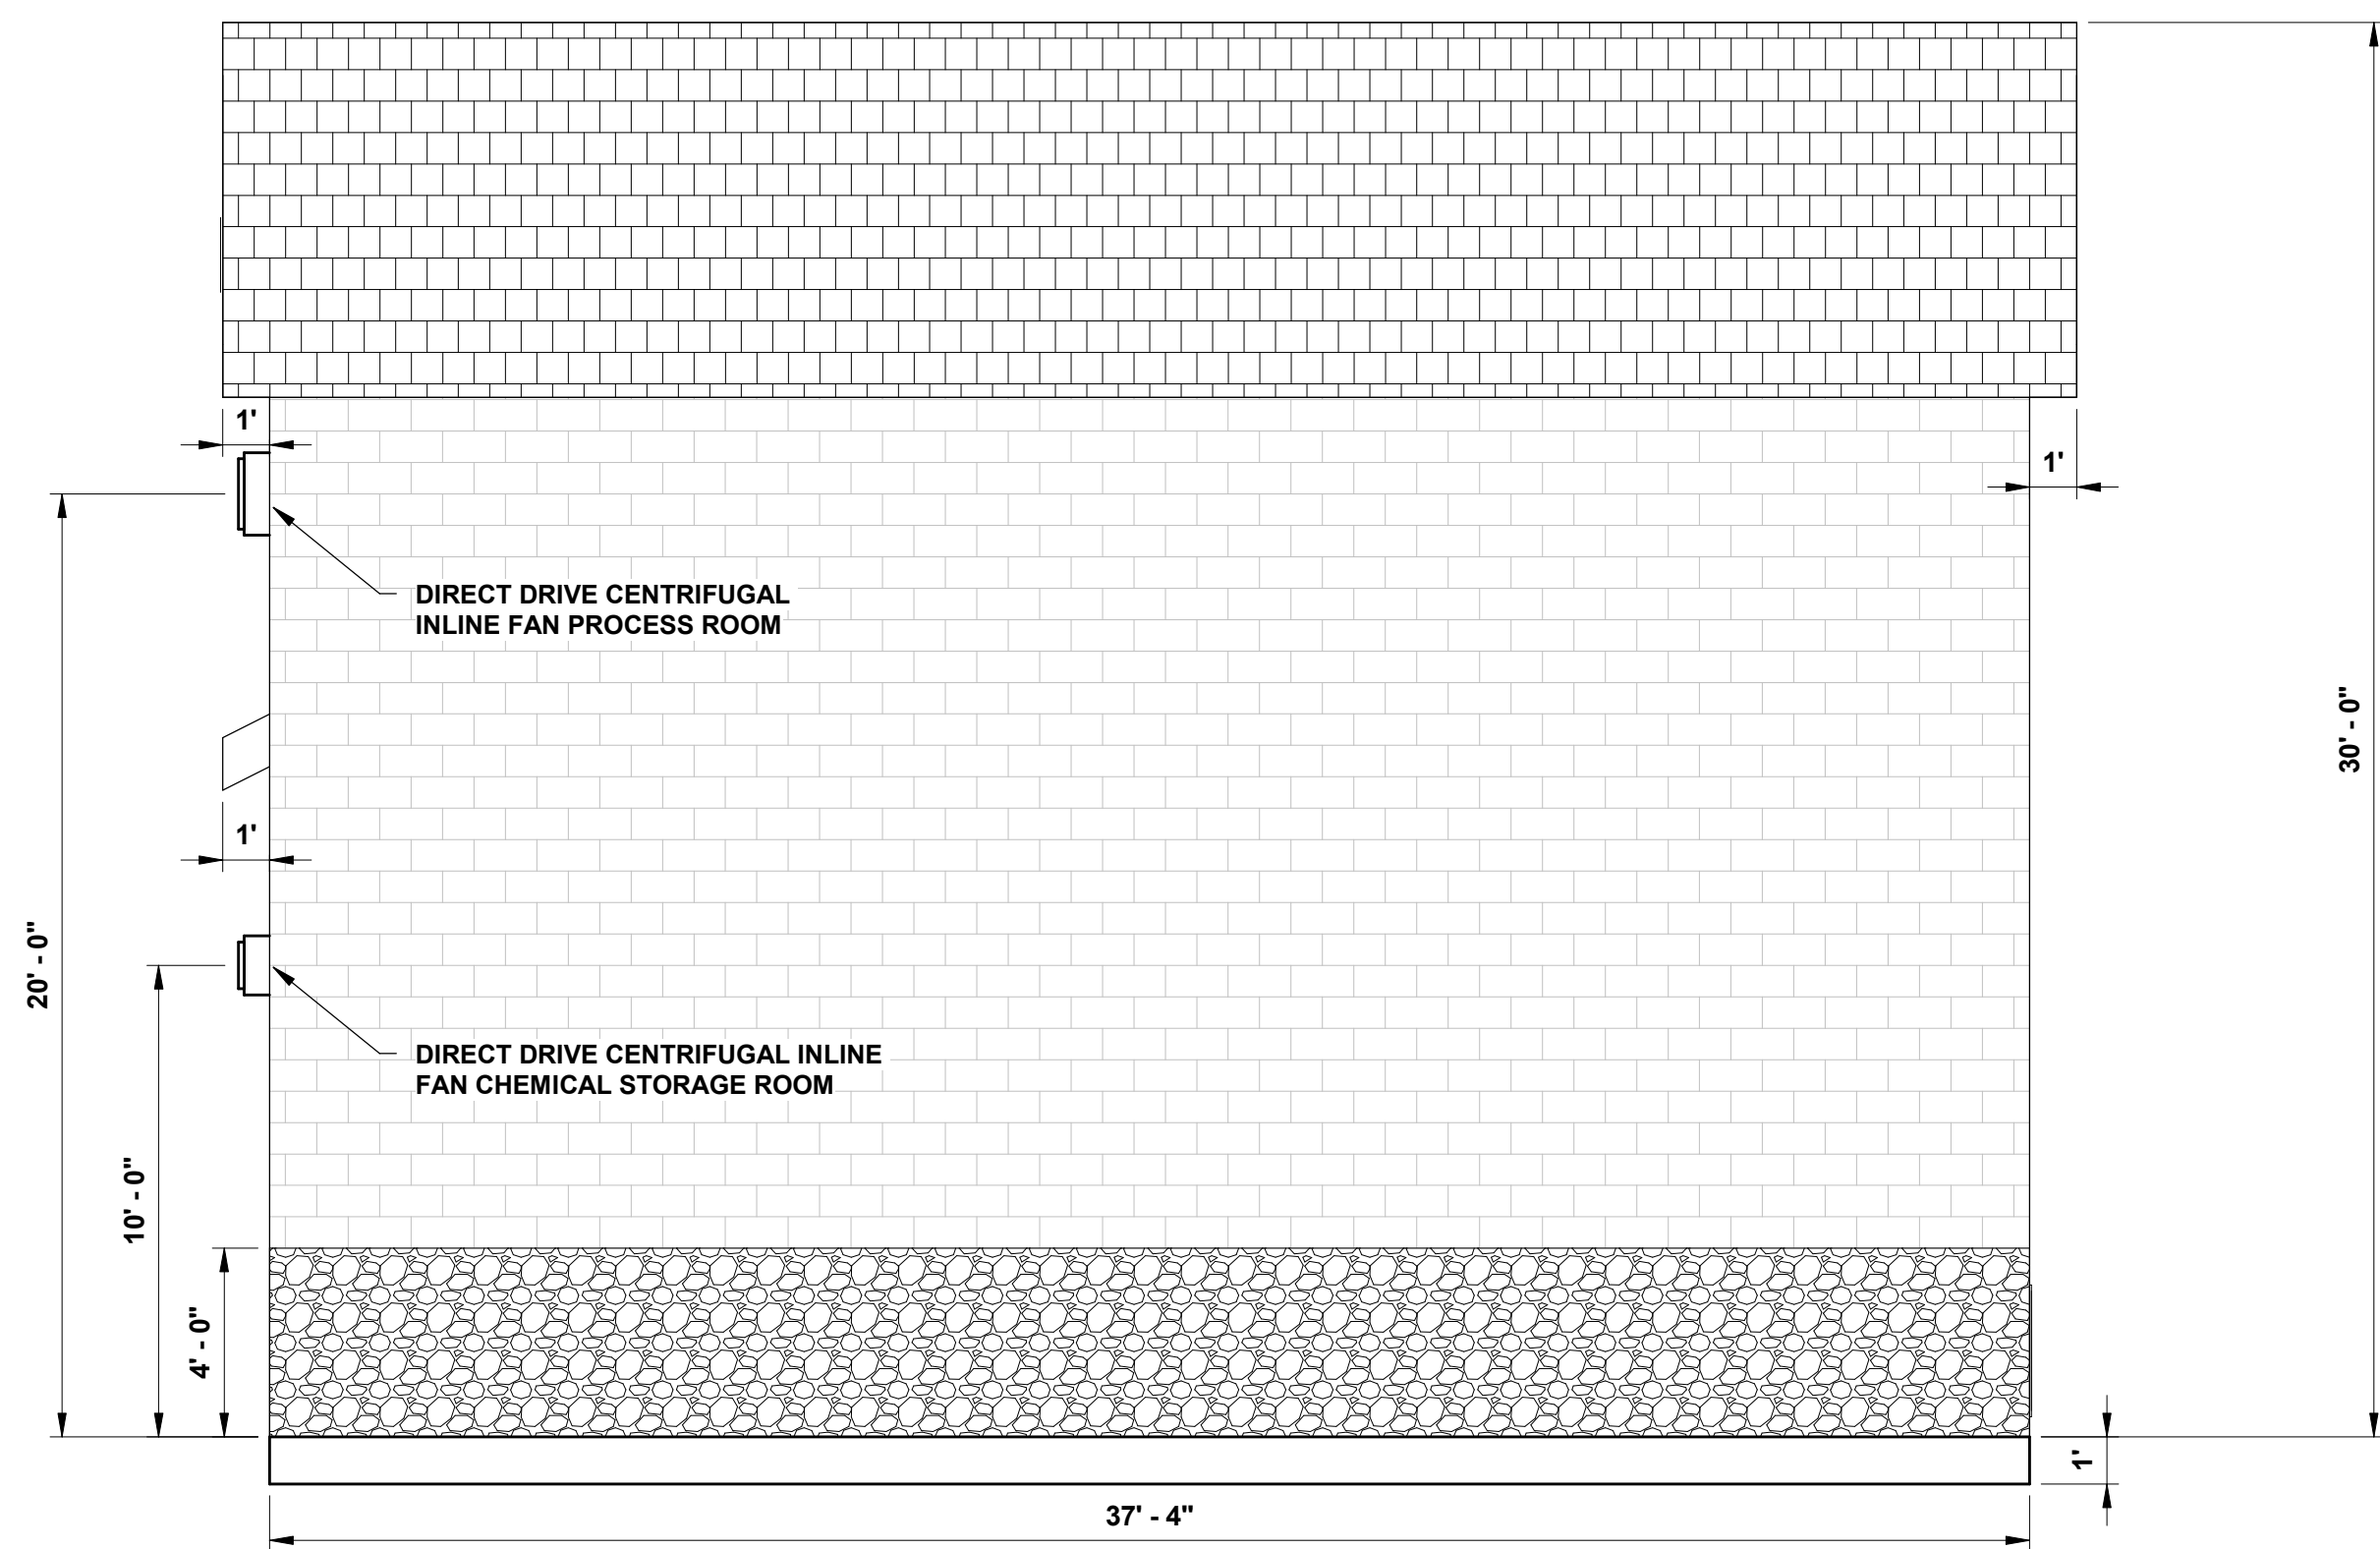 1'
1'
DIRECT DRIVE CENTRIFUGAL
INLINE FAN PROCESS ROOM
30' - 0"
1'
20' - 0"
DIRECT DRIVE CENTRIFUGAL INLINE
FAN CHEMICAL STORAGE ROOM
10' - 0"
4' - 0"
1'
37' - 4"